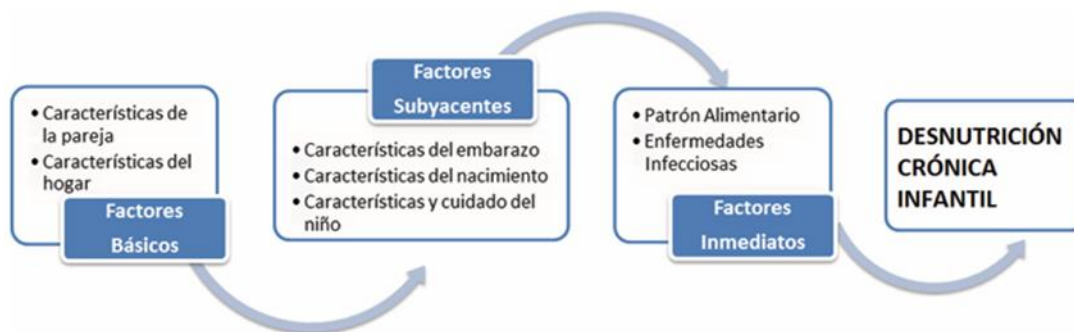 • Características de
la pareja
• Características del
hogar
Factores
Básicos
Factores
Subyacentes
• Características del embarazo
• Características del nacimiento
• Características y cuidado del
niño
• Patrón Alimentario
• Enfermedades
Infecciosas
Factores
Inmediatos
DESNUTRICIÓN
CRÓNICA
INFANTIL